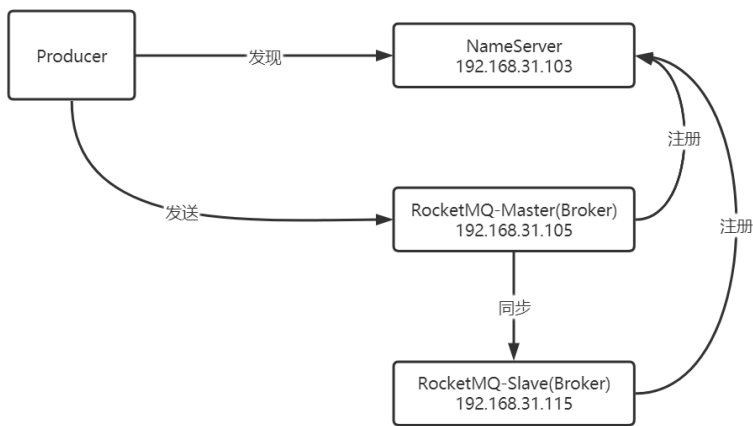 Producer
发现
NameServer
192.168.31.103
注册
发送
RocketMQ-Master(Broker)
192.168.31.105
注册
同步
RocketMQ-Slave(Broker)
192.168.31.115